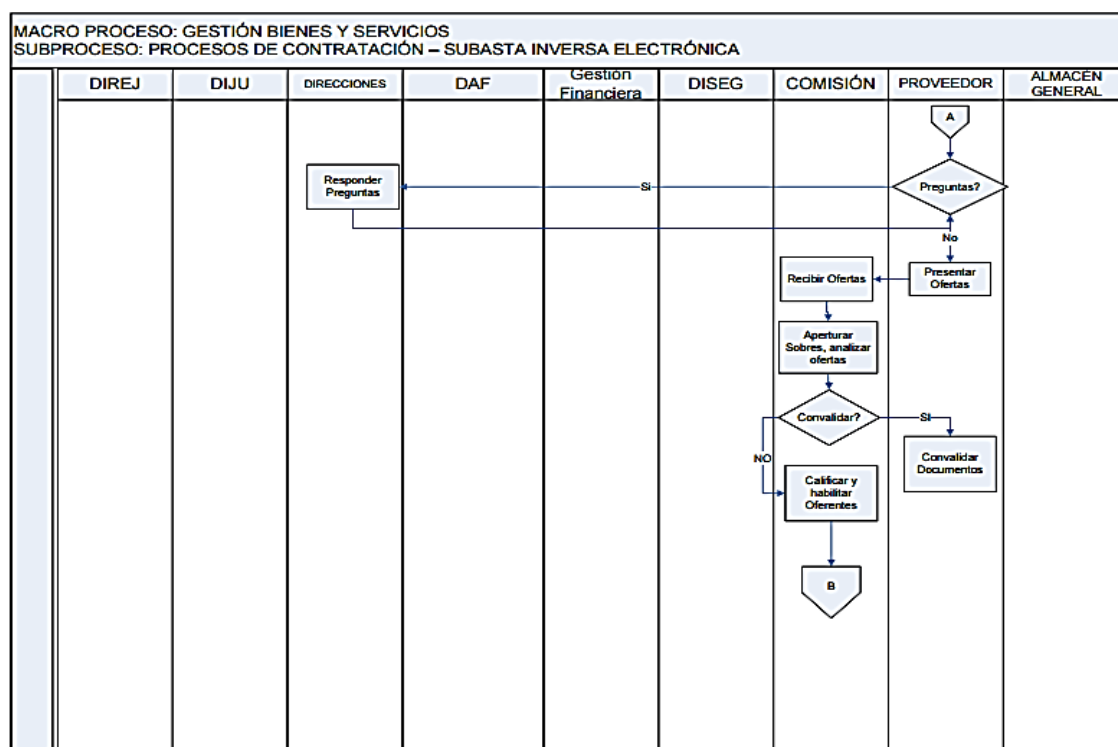 MACRO PROCESO: GESTIÓN BIENES Y SERVICIOS
SUBPROCESO: PROCESOS DE CONTRATACIÓN – SUBASTA INVERSA ELECTRÓNICA
DIREJ
DIJU
DIRECCIONES
DAF
Gestión
Financiera
DISEG
COMISIÓN
PROVEEDOR
ALMACÉN
GENERAL
A
Preguntas?
Si
Responder
Preguntas
No
Presentar
Ofertas
Recibir Ofertas
Aperturar
Sobres, analizar
ofertas
Convalidar?
SI
Convalidar
Documentos
NO
Calificar y
habilitar
Oferentes
B